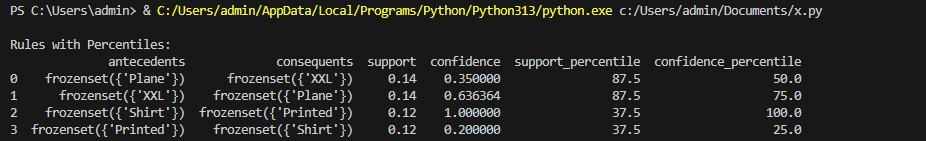 PS C:\Users\admin> & C:/Users/admin/AppData/Local/Programs/Python/Python313/python.exe c:/Users/admin/Documents/x.py
Rules with Percentiles:
antecedents consequents support confidence support_percentile confidence_percentile
0 frozenset({'Plane'}) frozenset({'XXL'}) 0.14 0.350000 87.5 50.0
1 frozenset({'XXL'}) frozenset({'Plane'}) 0.14 0.636364 87.5 75.0
2 frozenset({'Shirt'}) frozenset({'Printed'}) 0.12 1.000000 37.5 100.0
3 frozenset({'Printed'}) frozenset({'Shirt'}) 0.12 0.200000 37.5 25.0